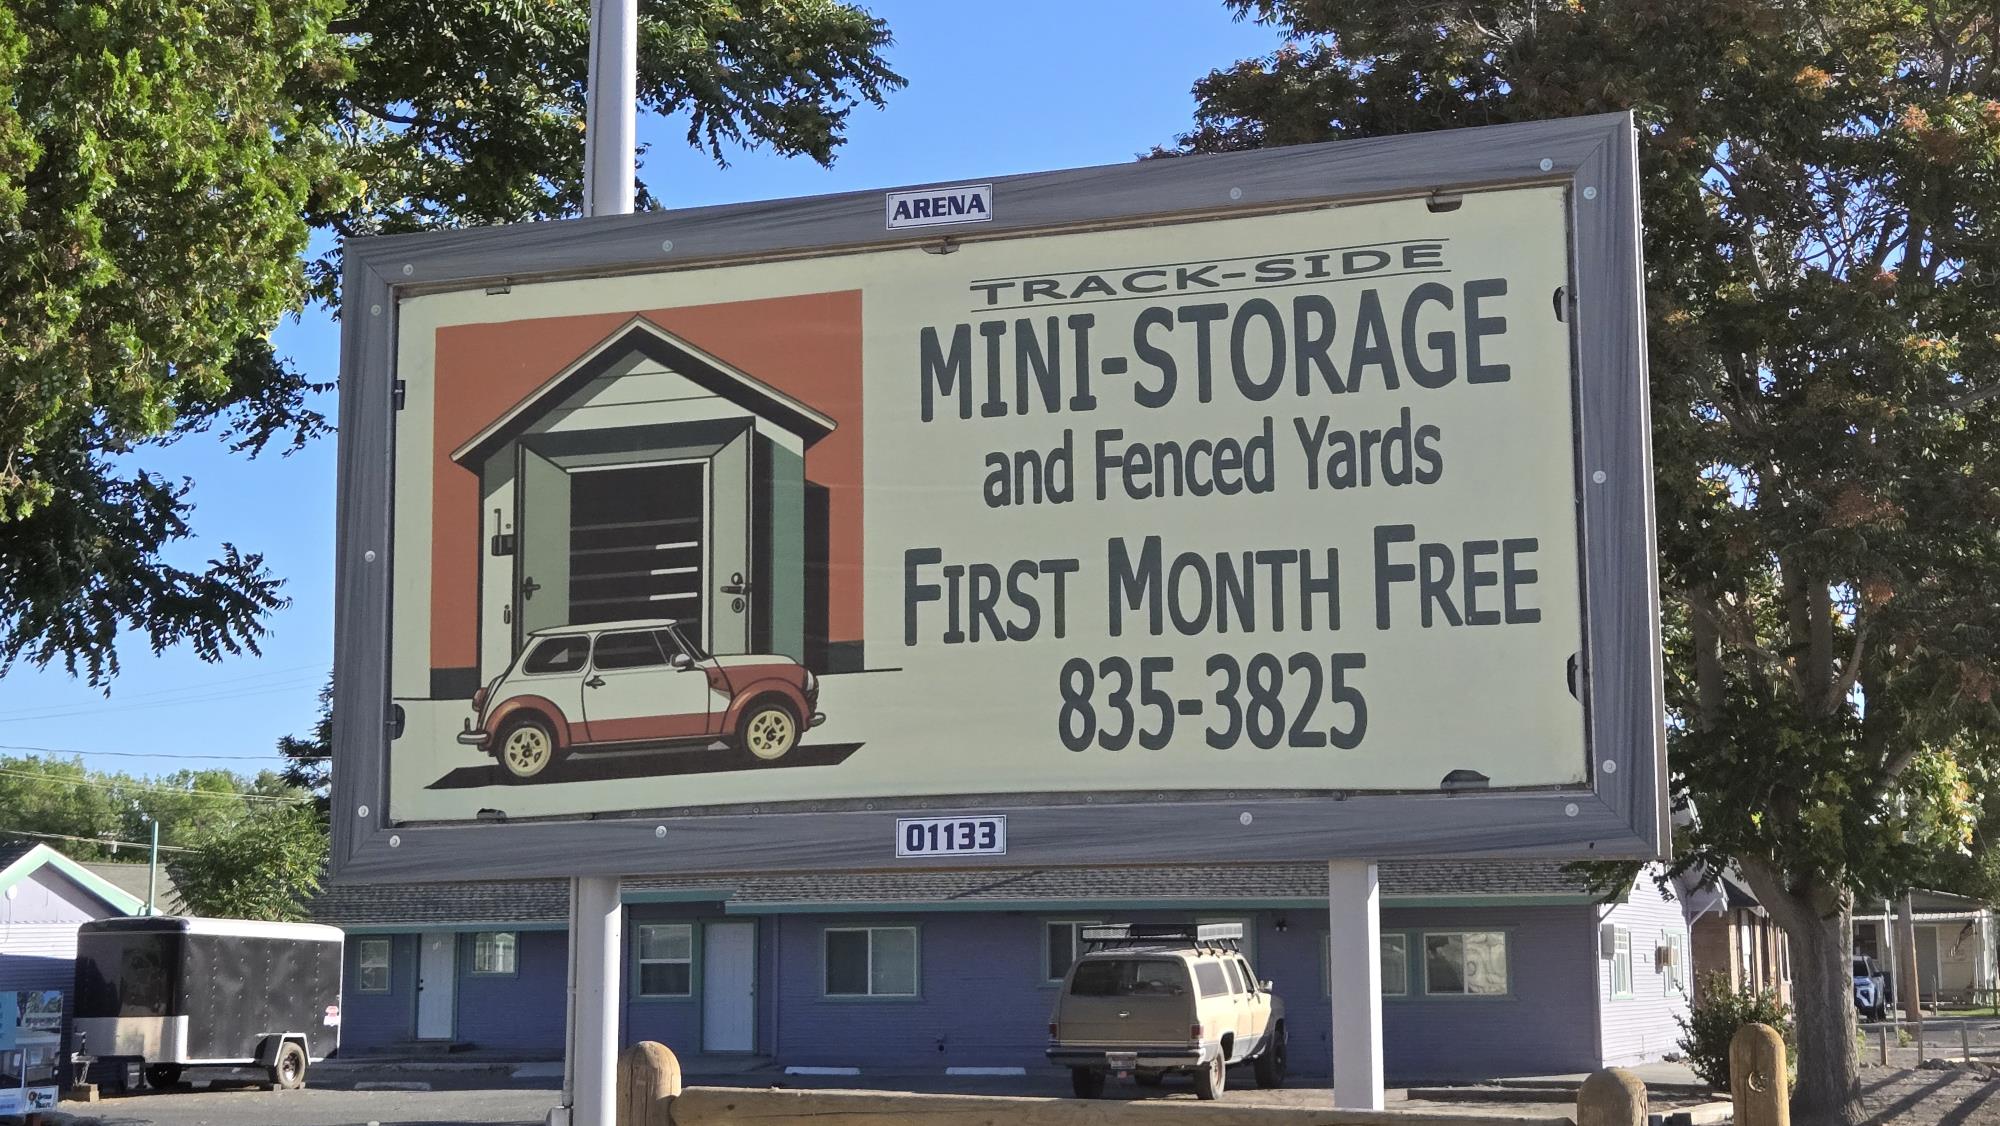 ARENA
TRACK-SIDE
MINI-STORAGE
and Fenced Yards
FIRST MONTH FREE
835-3825
01133